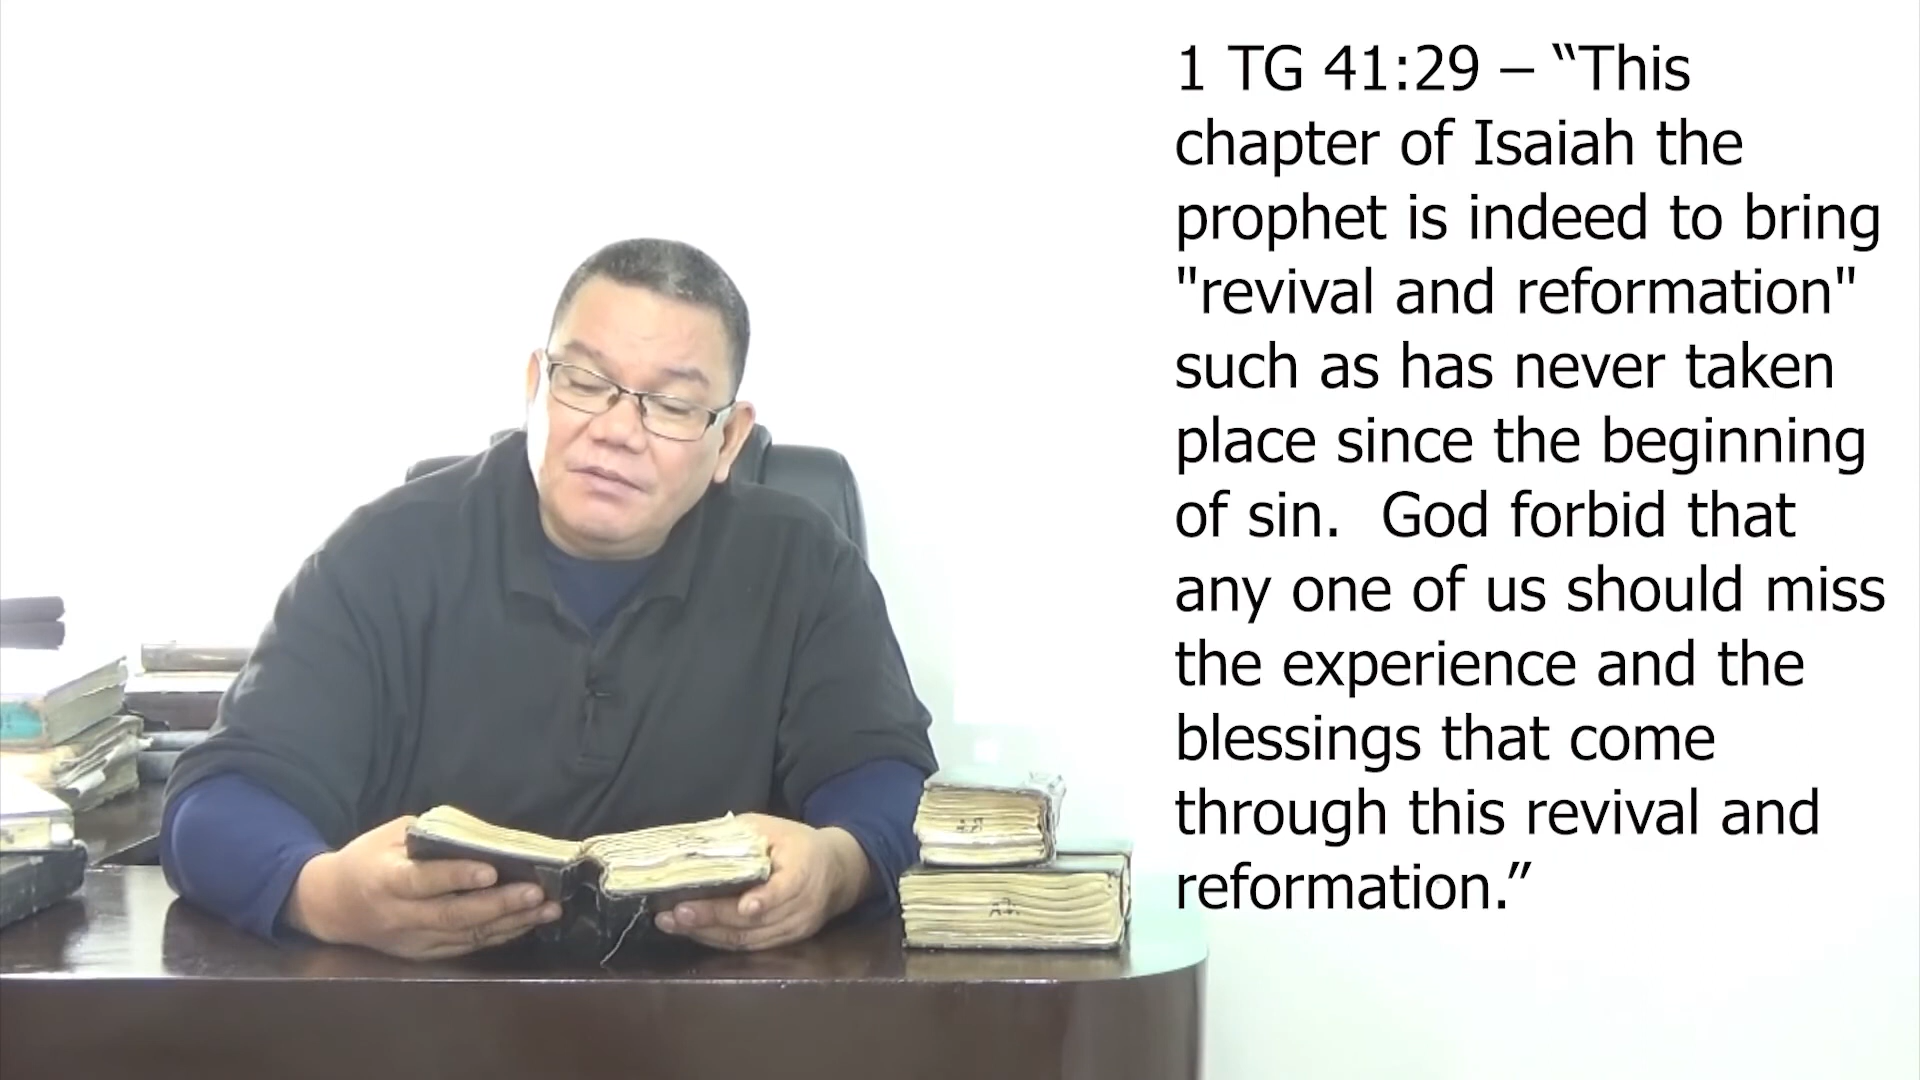 1 TG 41:29 – “This
chapter of Isaiah the
prophet is indeed to bring
"revival and reformation"
such as has never taken
place since the beginning
of sin.  God forbid that
any one of us should miss
the experience and the
blessings that come
through this revival and
reformation.”